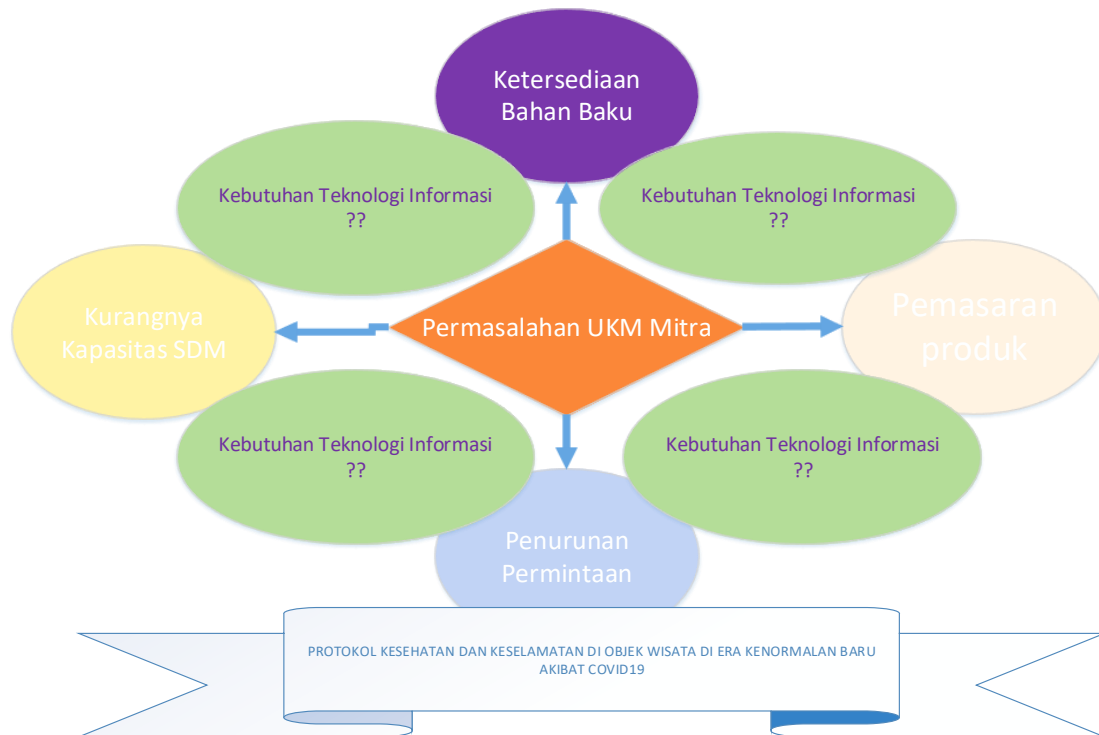 Ketersediaan
Bahan Baku
Kebutuhan Teknologi Informasi
??
Kebutuhan Teknologi Informasi
??
Kurangnya
Kapasitas SDM
Permasalahan UKM Mitra
Pemasaran
produk
Kebutuhan Teknologi Informasi
??
Kebutuhan Teknologi Informasi
??
Penurunan
Permintaan
PROTOKOL KESEHATAN DAN KESELAMATAN DI OBJEK WISATA DI ERA KENORMALAN BARU
AKIBAT COVID19